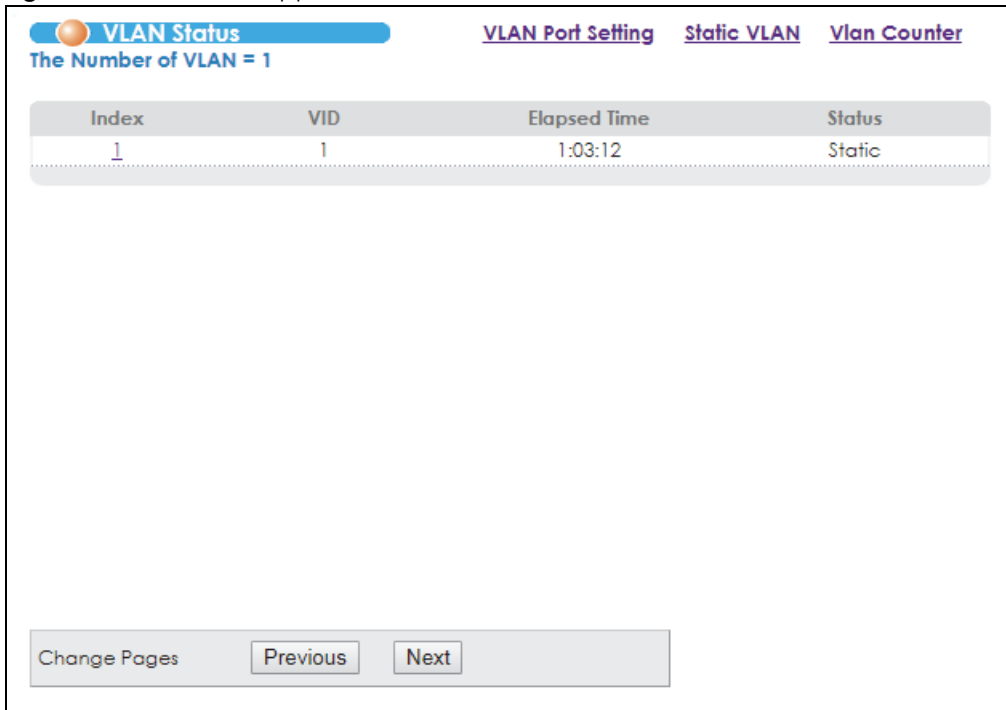 VLAN Status VLAN Port Setting Static VLAN Vlan Counter
The Number of VLAN = 1
Index VID Elapsed Time Status
1 1 1:03:12 Static
Change Pages Previous Next